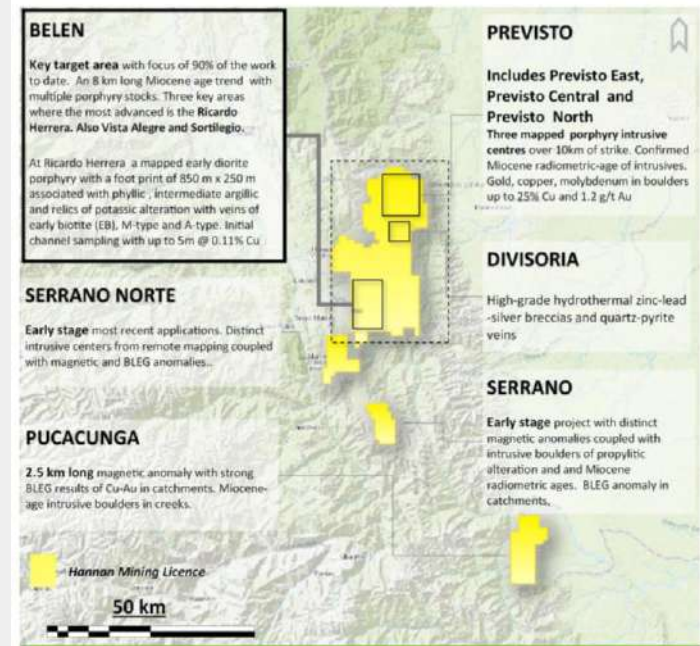 BELEN
Key target area with focus of 90% of the work
to date. An 8 km long Miocene age trend with
multiple porphyry stocks. Three key areas
where the most advanced is the Ricardo
Herrera. Also Vista Alegre and Sortilegio.
At Ricardo Herrera a mapped early diorite
porphyry with a foot print of 850 m x 250 m
associated with phyllic , intermediate argillic
and relics of potassic alteration with veins of
early biotite (EB), M-type and A-type. Initial
channel sampling with up to 5m @ 0.11% Cu
SERRANO NORTE
Early stage most recent applications. Distinct
intrusive centers from remote mapping coupled
with magnetic and BLEG anomalies..
PUCACUNGA
2.5 km long magnetic anomaly with strong
BLEG results of Cu-Au in catchments. Miocene-
age intrusive boulders in creeks.
Hannan Mining Licence
50 km
PREVISTO
Includes Previsto East,
Previsto Central and
Previsto North
Three mapped porphyry intrusive
centres over 10km of strike. Confirmed
Miocene radiometric-age of intrusives.
Gold, copper, molybdenum in boulders
up to 25% Cu and 1.2 g/t Au
DIVISORIA
High-grade hydrothermal zinc-lead
-silver breccias and quartz-pyrite
veins
SERRANO
Early stage project with distinct
magnetic anomalies coupled with
intrusive boulders of propylitic
alteration and and Miocene
radiometric ages. BLEG anomaly in
catchments,